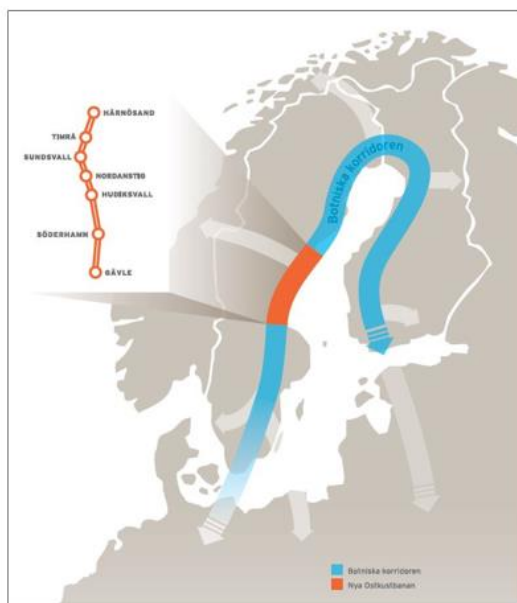 HÄRNÖSAND
TIMRÅ
SUNDSVALL
NORDANSTIG
HUDIKSVALL
SÖDERHAMN
GÄVLE
Botniska korridoren
Botniska korridoren
Nya Ostkustbanan